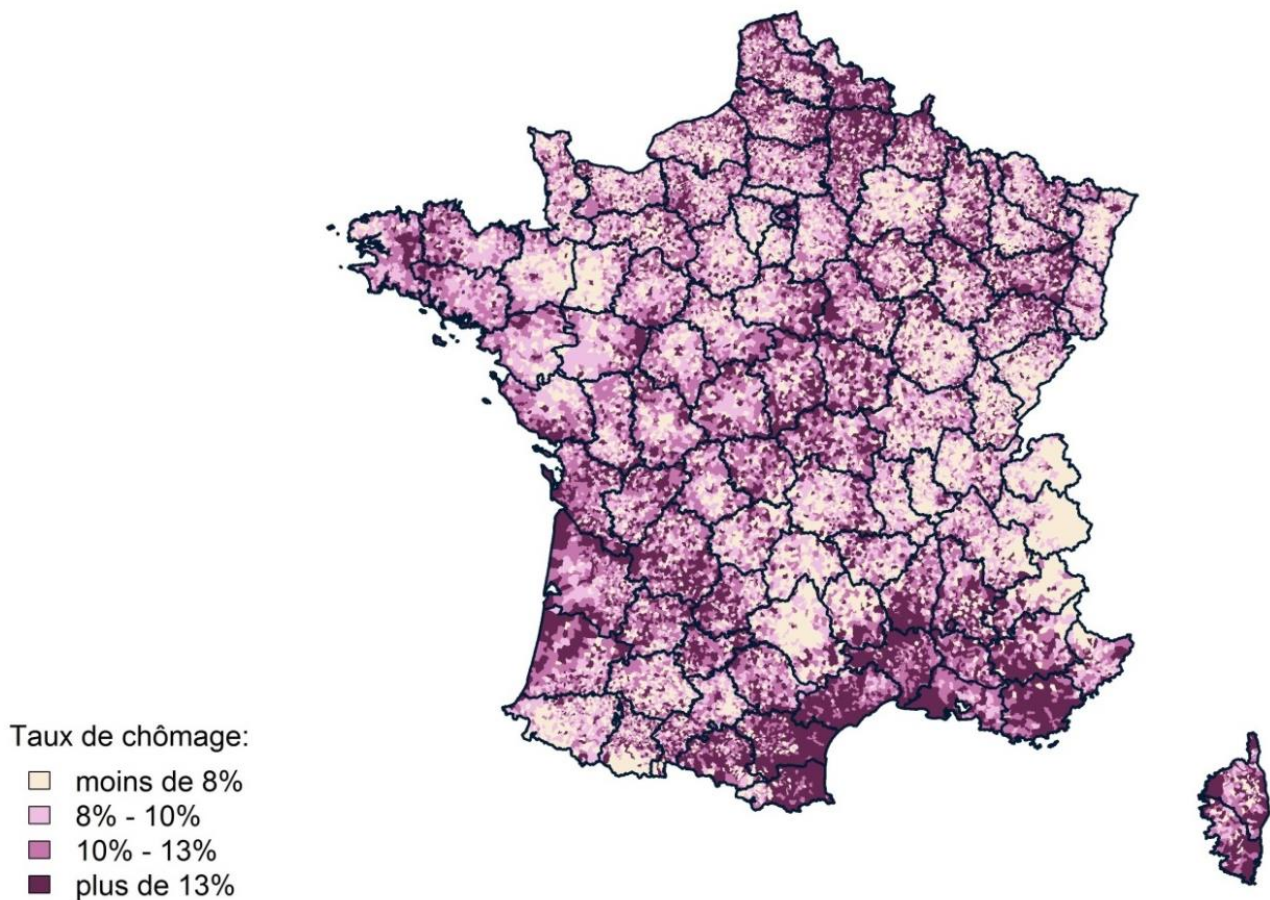 Taux de chômage:
moins de 8%
8% - 10%
10% - 13%
plus de 13%